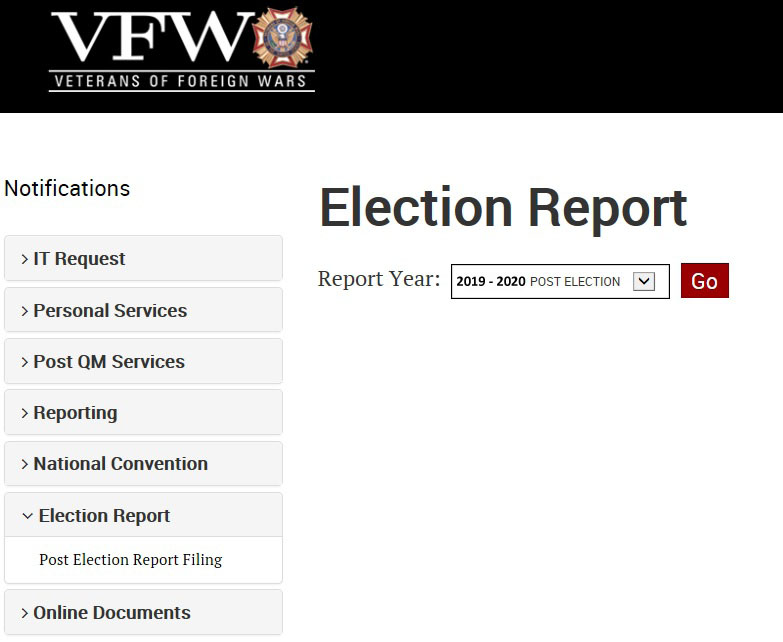 VFW
VETERANS OF FOREIGN WARS
Notifications
IT Request
Personal Services
Post QM Services
Reporting
National Convention
Election Report
Post Election Report Filing
Online Documents
Election Report
Report Year: 2019 - 2020 POST ELECTION Go